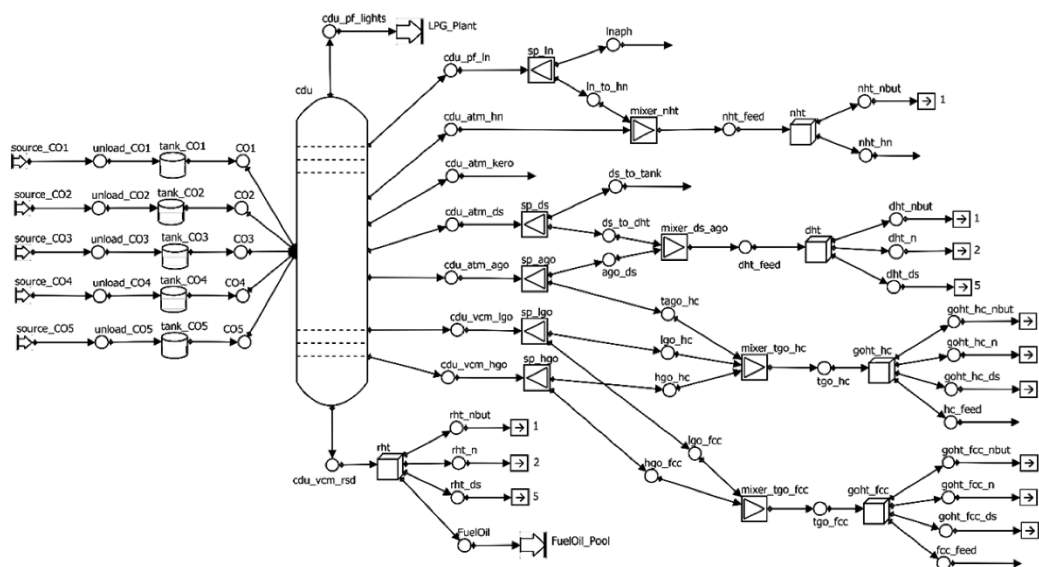 cdu_pf_lights
LPG_Plant
cdu
cdu_pf_ln
sp_ln
lnaph
ln_to_hn
mixer_nht
nht_feed
nht
nht_nbut
1
nht_hn
cdu_atm_hn
cdu_atm_kero
source_CO1
unload_CO1
tank_CO1
CO1
source_CO2
unload_CO2
tank_CO2
CO2
source_CO3
unload_CO3
tank_CO3
CO3
source_CO4
unload_CO4
tank_CO4
CO4
source_CO5
unload_CO5
tank_CO5
CO5
cdu_atm_ds
sp_ds
ds_to_tank
ds_to_dht
mixer_ds_ago
dht_feed
dht
dht_nbut
1
dht_n
2
dht_ds
5
cdu_atm_ago
sp_ago
ago_ds
tago_hc
cdu_vcm_lgo
sp_lgo
lgo_hc
mixer_tgo_hc
tgo_hc
goht_hc
goht_hc_nbut
goht_hc_n
goht_hc_ds
hc_feed
cdu_vcm_hgo
sp_hgo
hgo_hc
lgo_fcc
hgo_fcc
mixer_tgo_fcc
tgo_fcc
goht_fcc
goht_fcc_nbut
goht_fcc_n
goht_fcc_ds
fcc_feed
cdu_vcm_rsd
rht
rht_nbut
1
rht_n
2
rht_ds
5
FuelOil
FuelOil_Pool